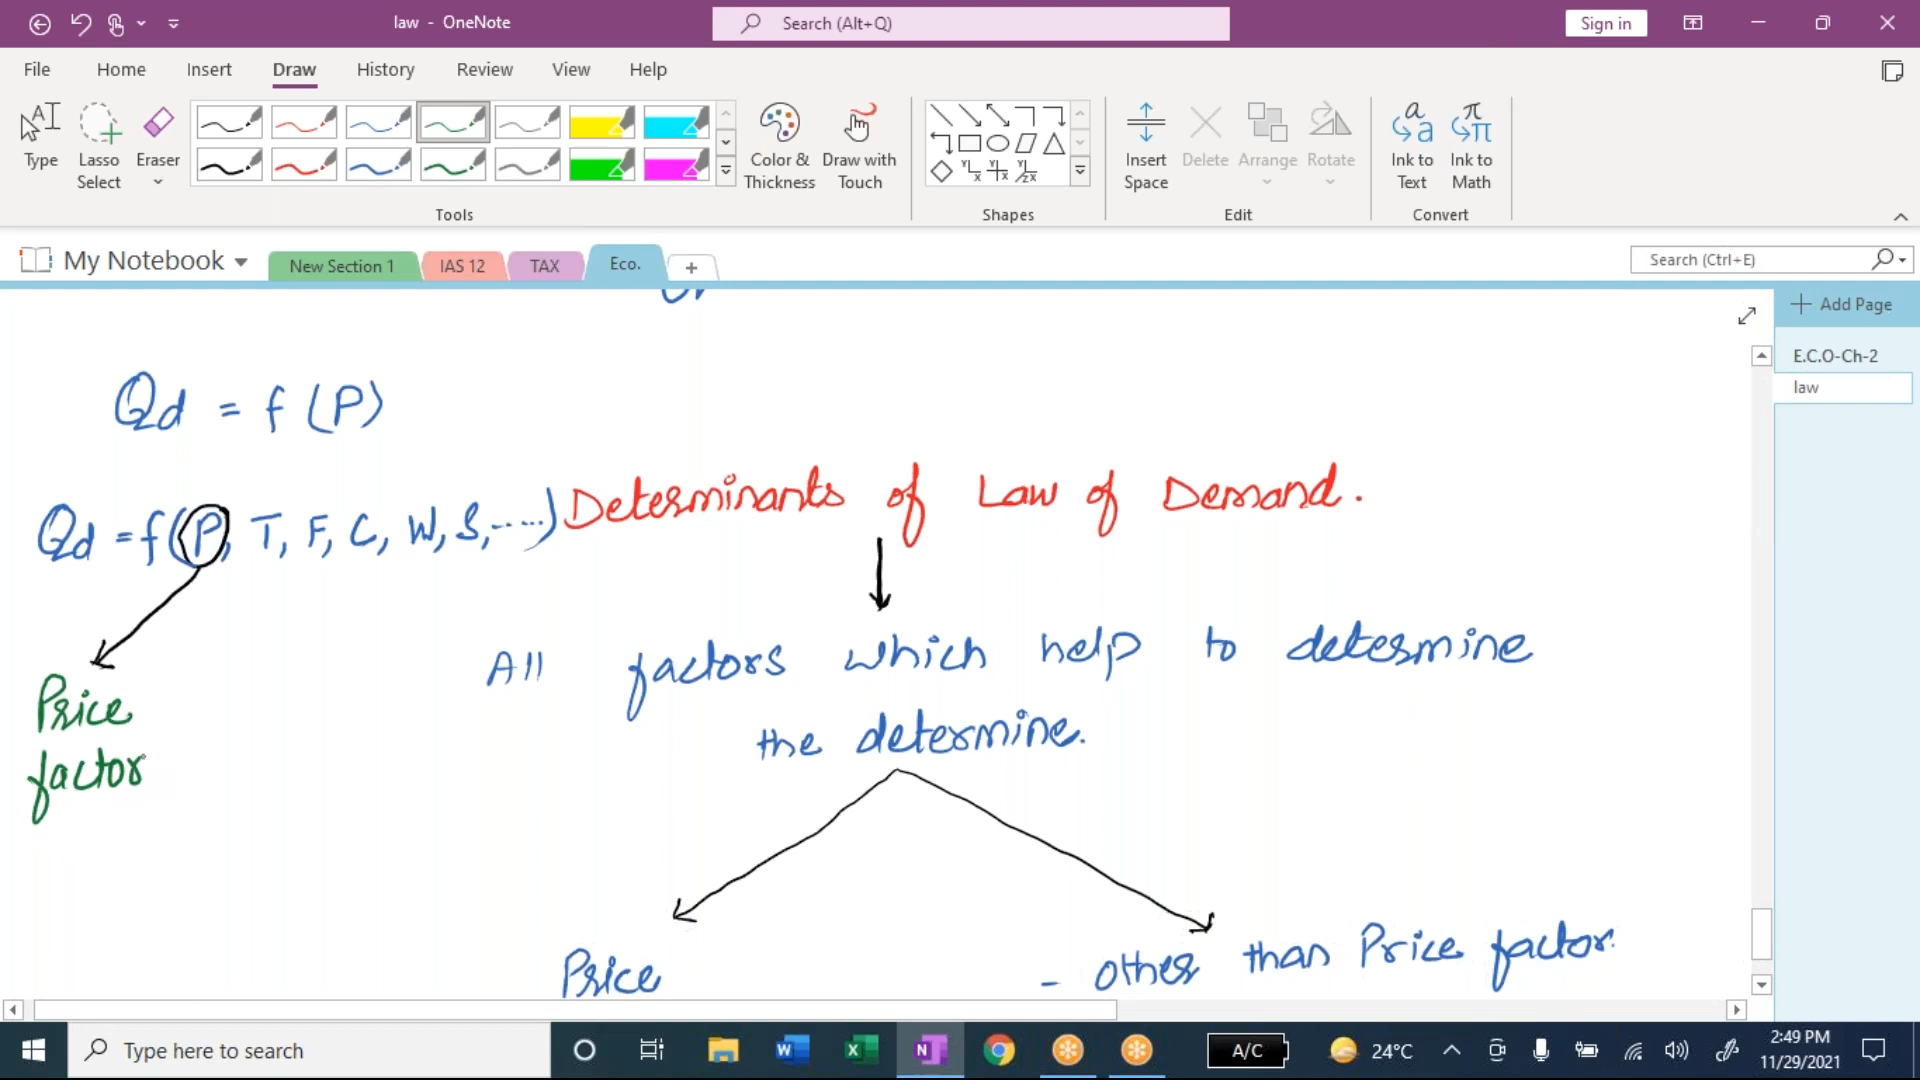 law - OneNote
Search (Alt+Q)
Sign in
File Home Insert Draw History Review View Help
Type
Lasso Select
Eraser
Color & Thickness
Draw with Touch
Insert Space
Delete
Arrange
Rotate
Ink to Text
Ink to Math
Tools
Shapes
Edit
Convert
My Notebook
New Section 1
IAS 12
TAX
Eco.
Search (Ctrl+E)
Add Page
E.C.O-Ch-2
law
Qd = f (P)
Qd = f(P, T, F, C, W, S, .....)
Determinants of Law of Demand.
All factors which help to determine
the determine.
Price
factor
Price
- other than Price factor.
Type here to search
A/C
24°C
2:49 PM
11/29/2021